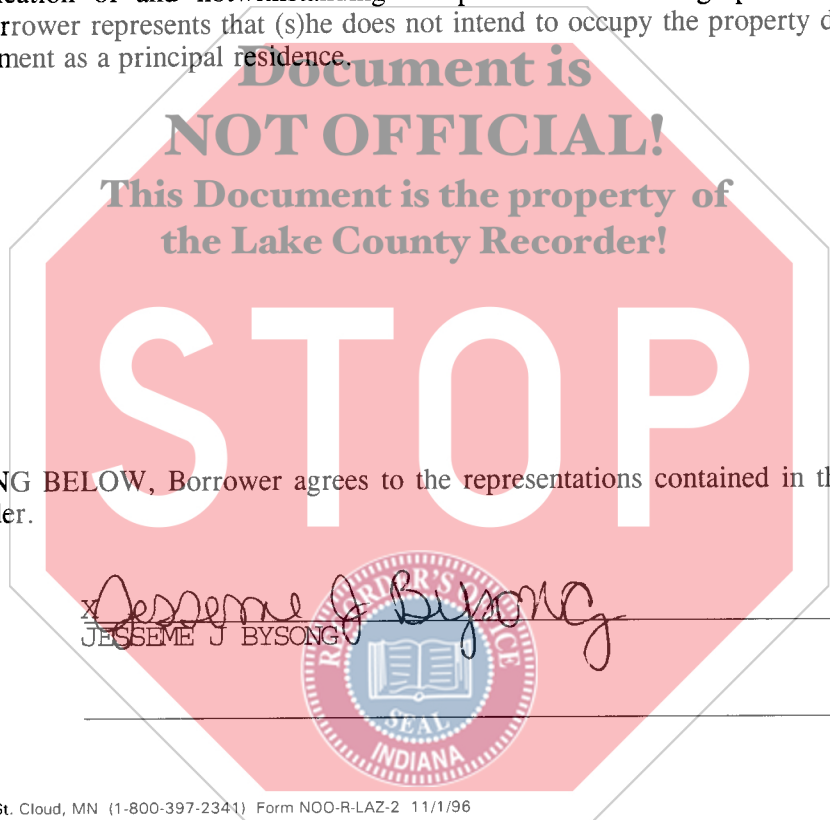 rrower represents that (s)he does not intend to occupy the property d
ment as a principal residence.
Document is
NOT OFFICIAL!
This Document is the property of
the Lake County Recorder!
STOP
NG BELOW, Borrower agrees to the representations contained in th
er.
X Jesseme J Bysong
JESSEME J BYSONG
RECORDER'S OFFICE
SEAL
INDIANA
St. Cloud, MN (1-800-397-2341) Form NOO-R-LAZ-2 11/1/96